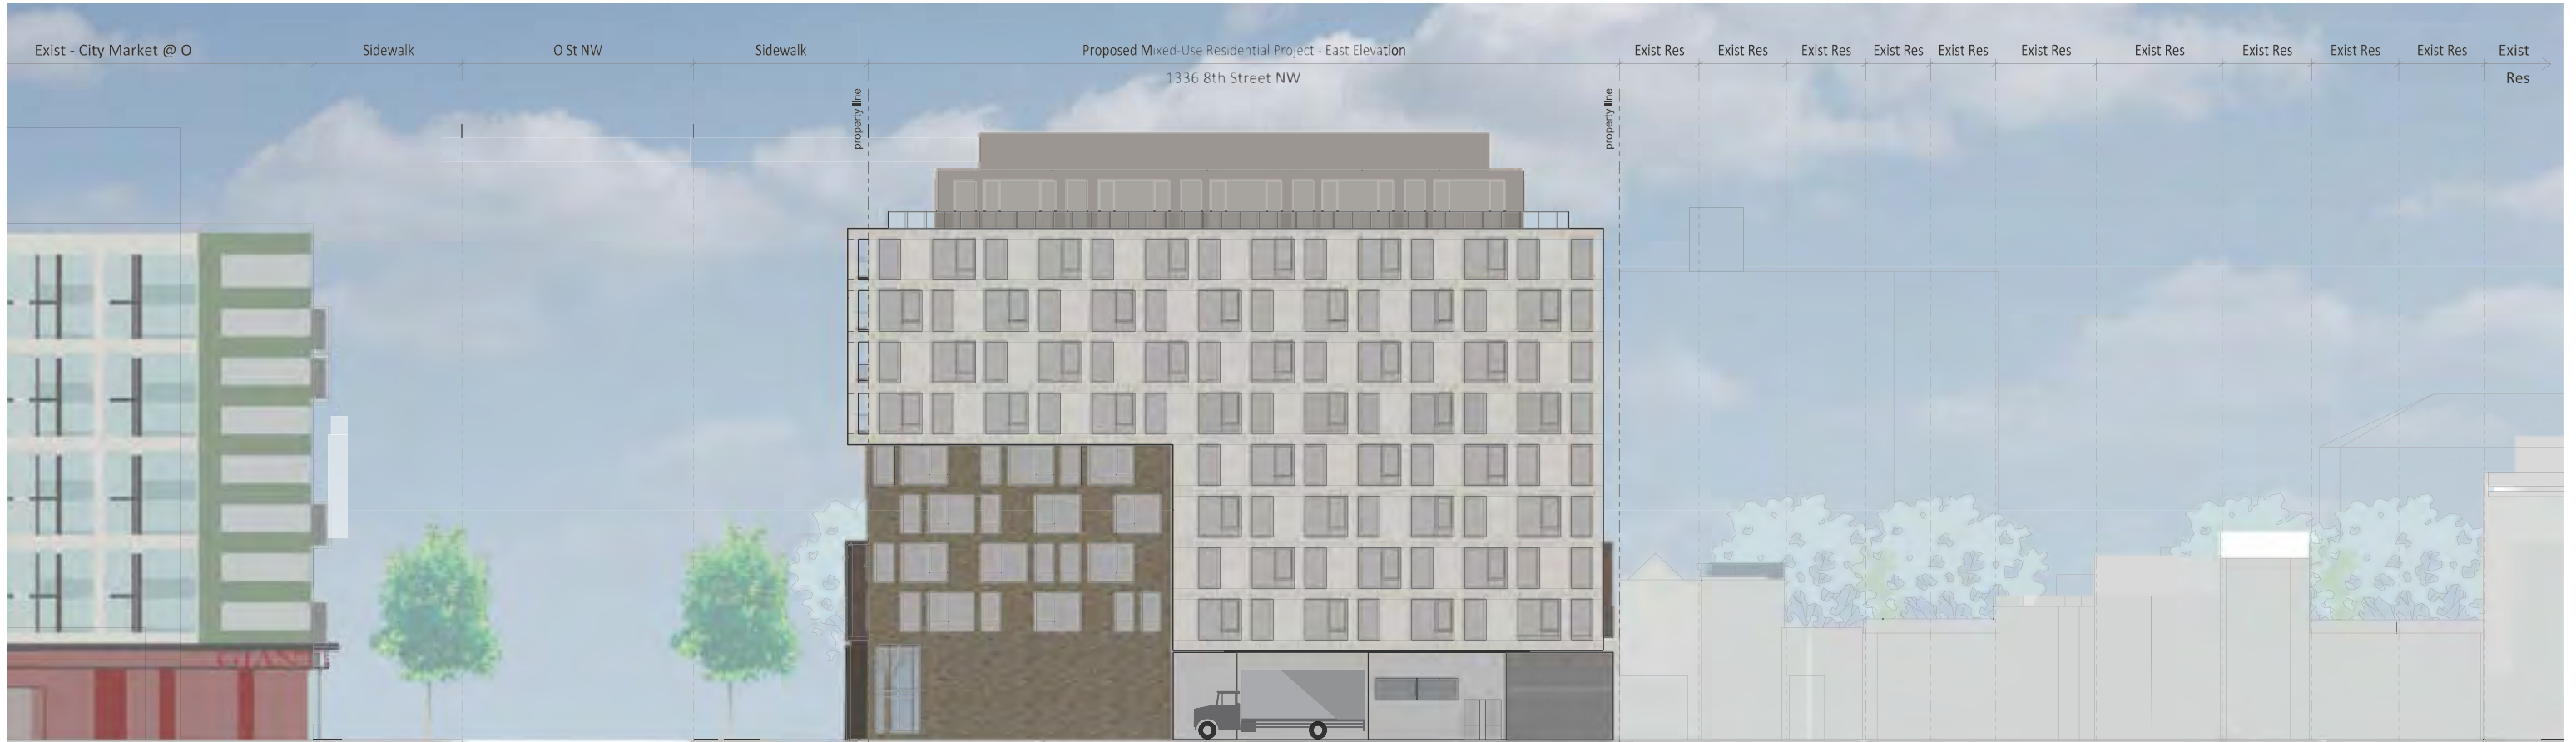 Exist - City Market @ O
Sidewalk
O St NW
Sidewalk
Proposed Mixed-Use Residential Project - East Elevation
1336 8th Street NW
Exist Res
Exist Res
Exist Res
Exist Res
Exist Res
Exist Res
Exist Res
Exist Res
Exist Res
Exist Res
Exist
Res
property line
property line
GIANT